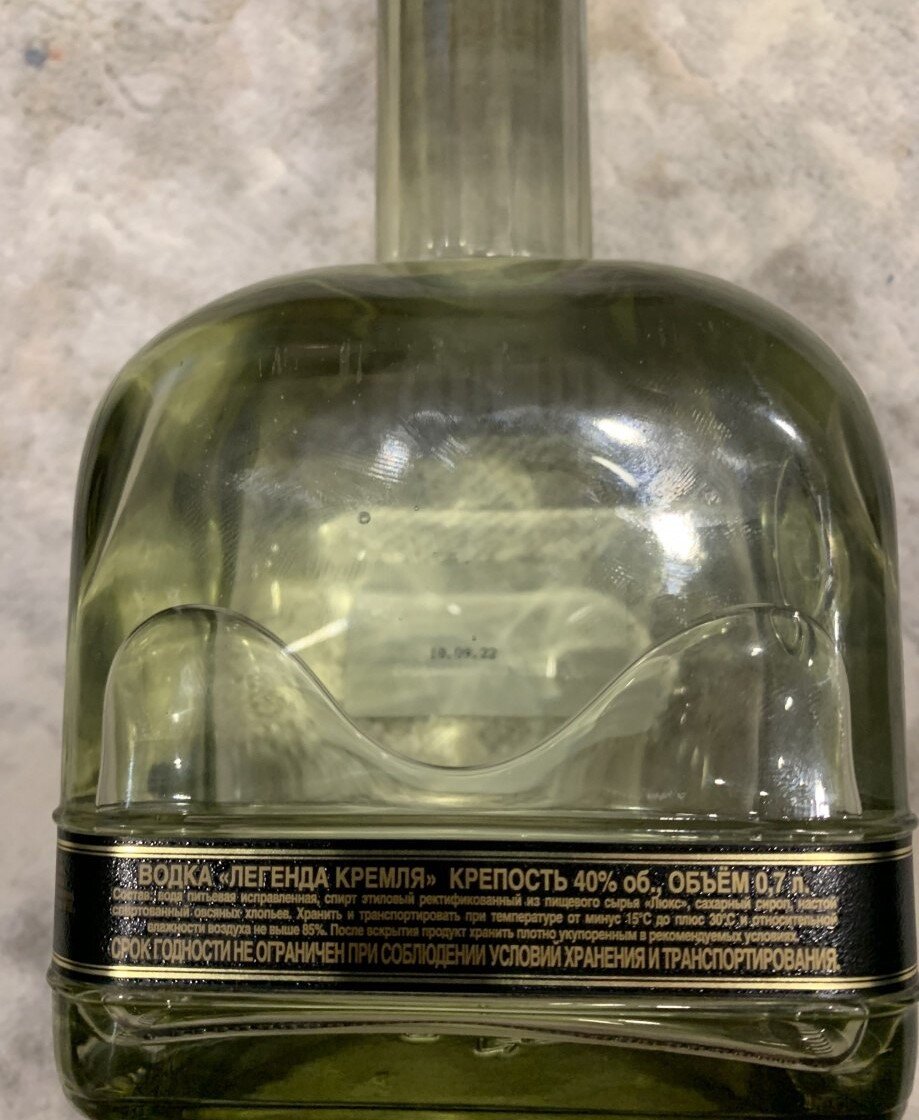 10.09.22
ВОДКА «ЛЕГЕНДА КРЕМЛЯ» КРЕПОСТЬ 40% об., ОБЪЁМ 0,7 л.
Состав: вода питьевая исправленная, спирт этиловый ректификованный из пищевого сырья «Люкс», сахарный сироп, настой
спиртованный овсяных хлопьев. Хранить и транспортировать при температуре от минус 15°С до плюс 30°С и относительной
влажности воздуха не выше 85%. После вскрытия продукт хранить плотно укупоренным в рекомендуемых условиях.
СРОК ГОДНОСТИ НЕ ОГРАНИЧЕН ПРИ СОБЛЮДЕНИИ УСЛОВИЙ ХРАНЕНИЯ И ТРАНСПОРТИРОВАНИЯ.